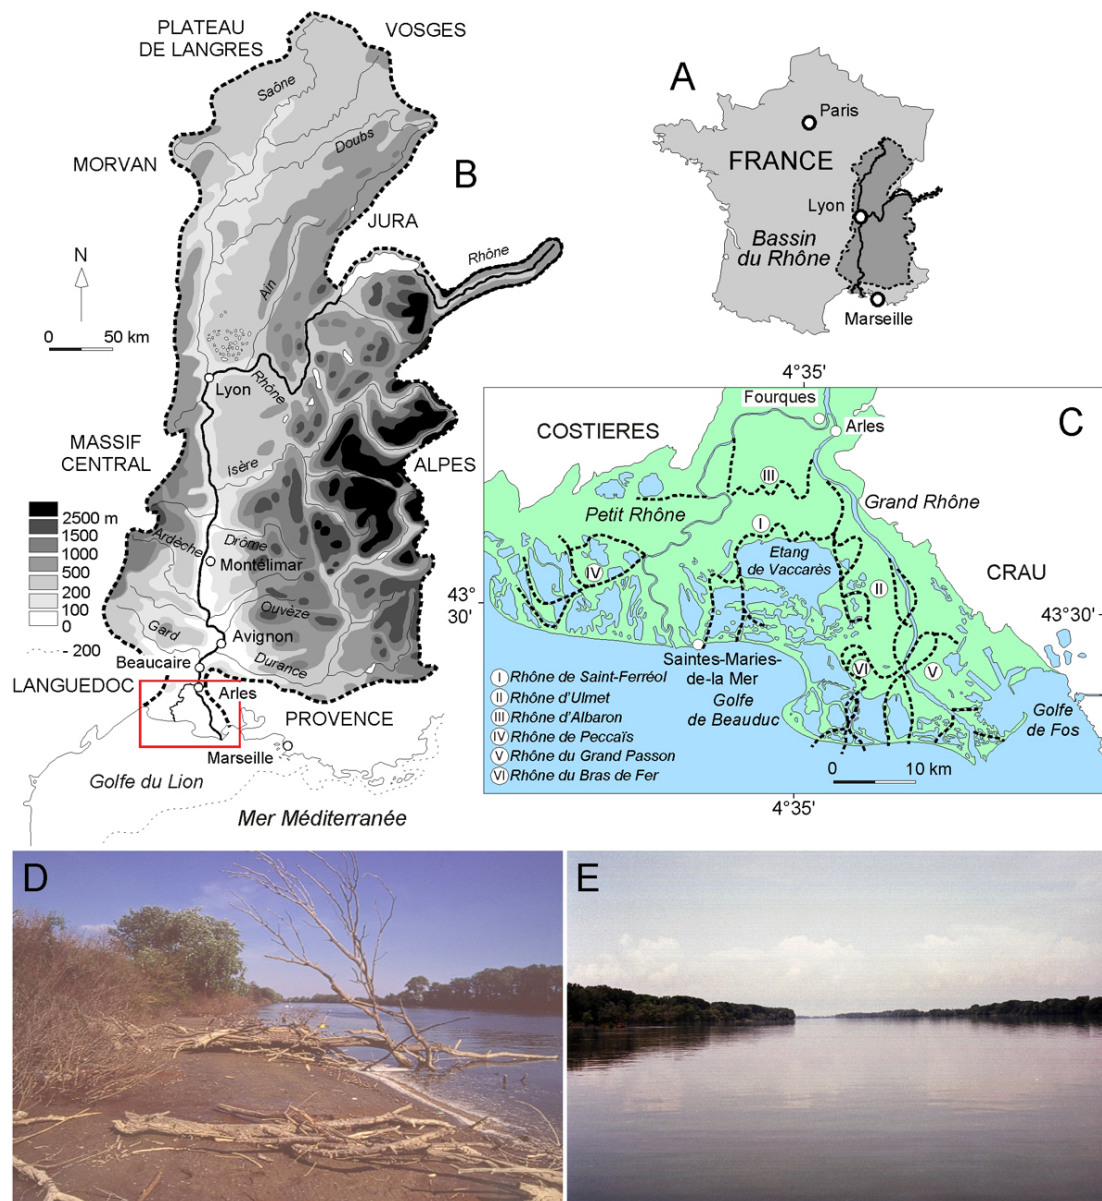 A
Paris
FRANCE
Lyon
Bassin
du Rhône
Marseille
B
PLATEAU
DE LANGRES
VOSGES
Saône
Doubs
MORVAN
JURA
Rhône
N
Ain
0 50 km
Lyon
Rhône
MASSIF
CENTRAL
Isère
ALPES
2500 m
1500
1000
500
200
100
0
- 200
Ardèche
Drôme
Montélimar
Ouvèze
Gard
Avignon
Durance
Beaucaire
LANGUEDOC
Arles
PROVENCE
Marseille
Golfe du Lion
Mer Méditerranée
4°35'
C
Fourques
Arles
COSTIERES
III
Grand Rhône
Petit Rhône
I
Etang
de Vaccarès
IV
II
CRAU
43°
30'
43°30'
Saintes-Maries-
de-la Mer
VI
V
Golfe
de Beauduc
Golfe
de Fos
I Rhône de Saint-Ferréol
II Rhône d'Ulmet
III Rhône d'Albaron
IV Rhône de Peccaïs
V Rhône du Grand Passon
VI Rhône du Bras de Fer
0 10 km
4°35'
D
E